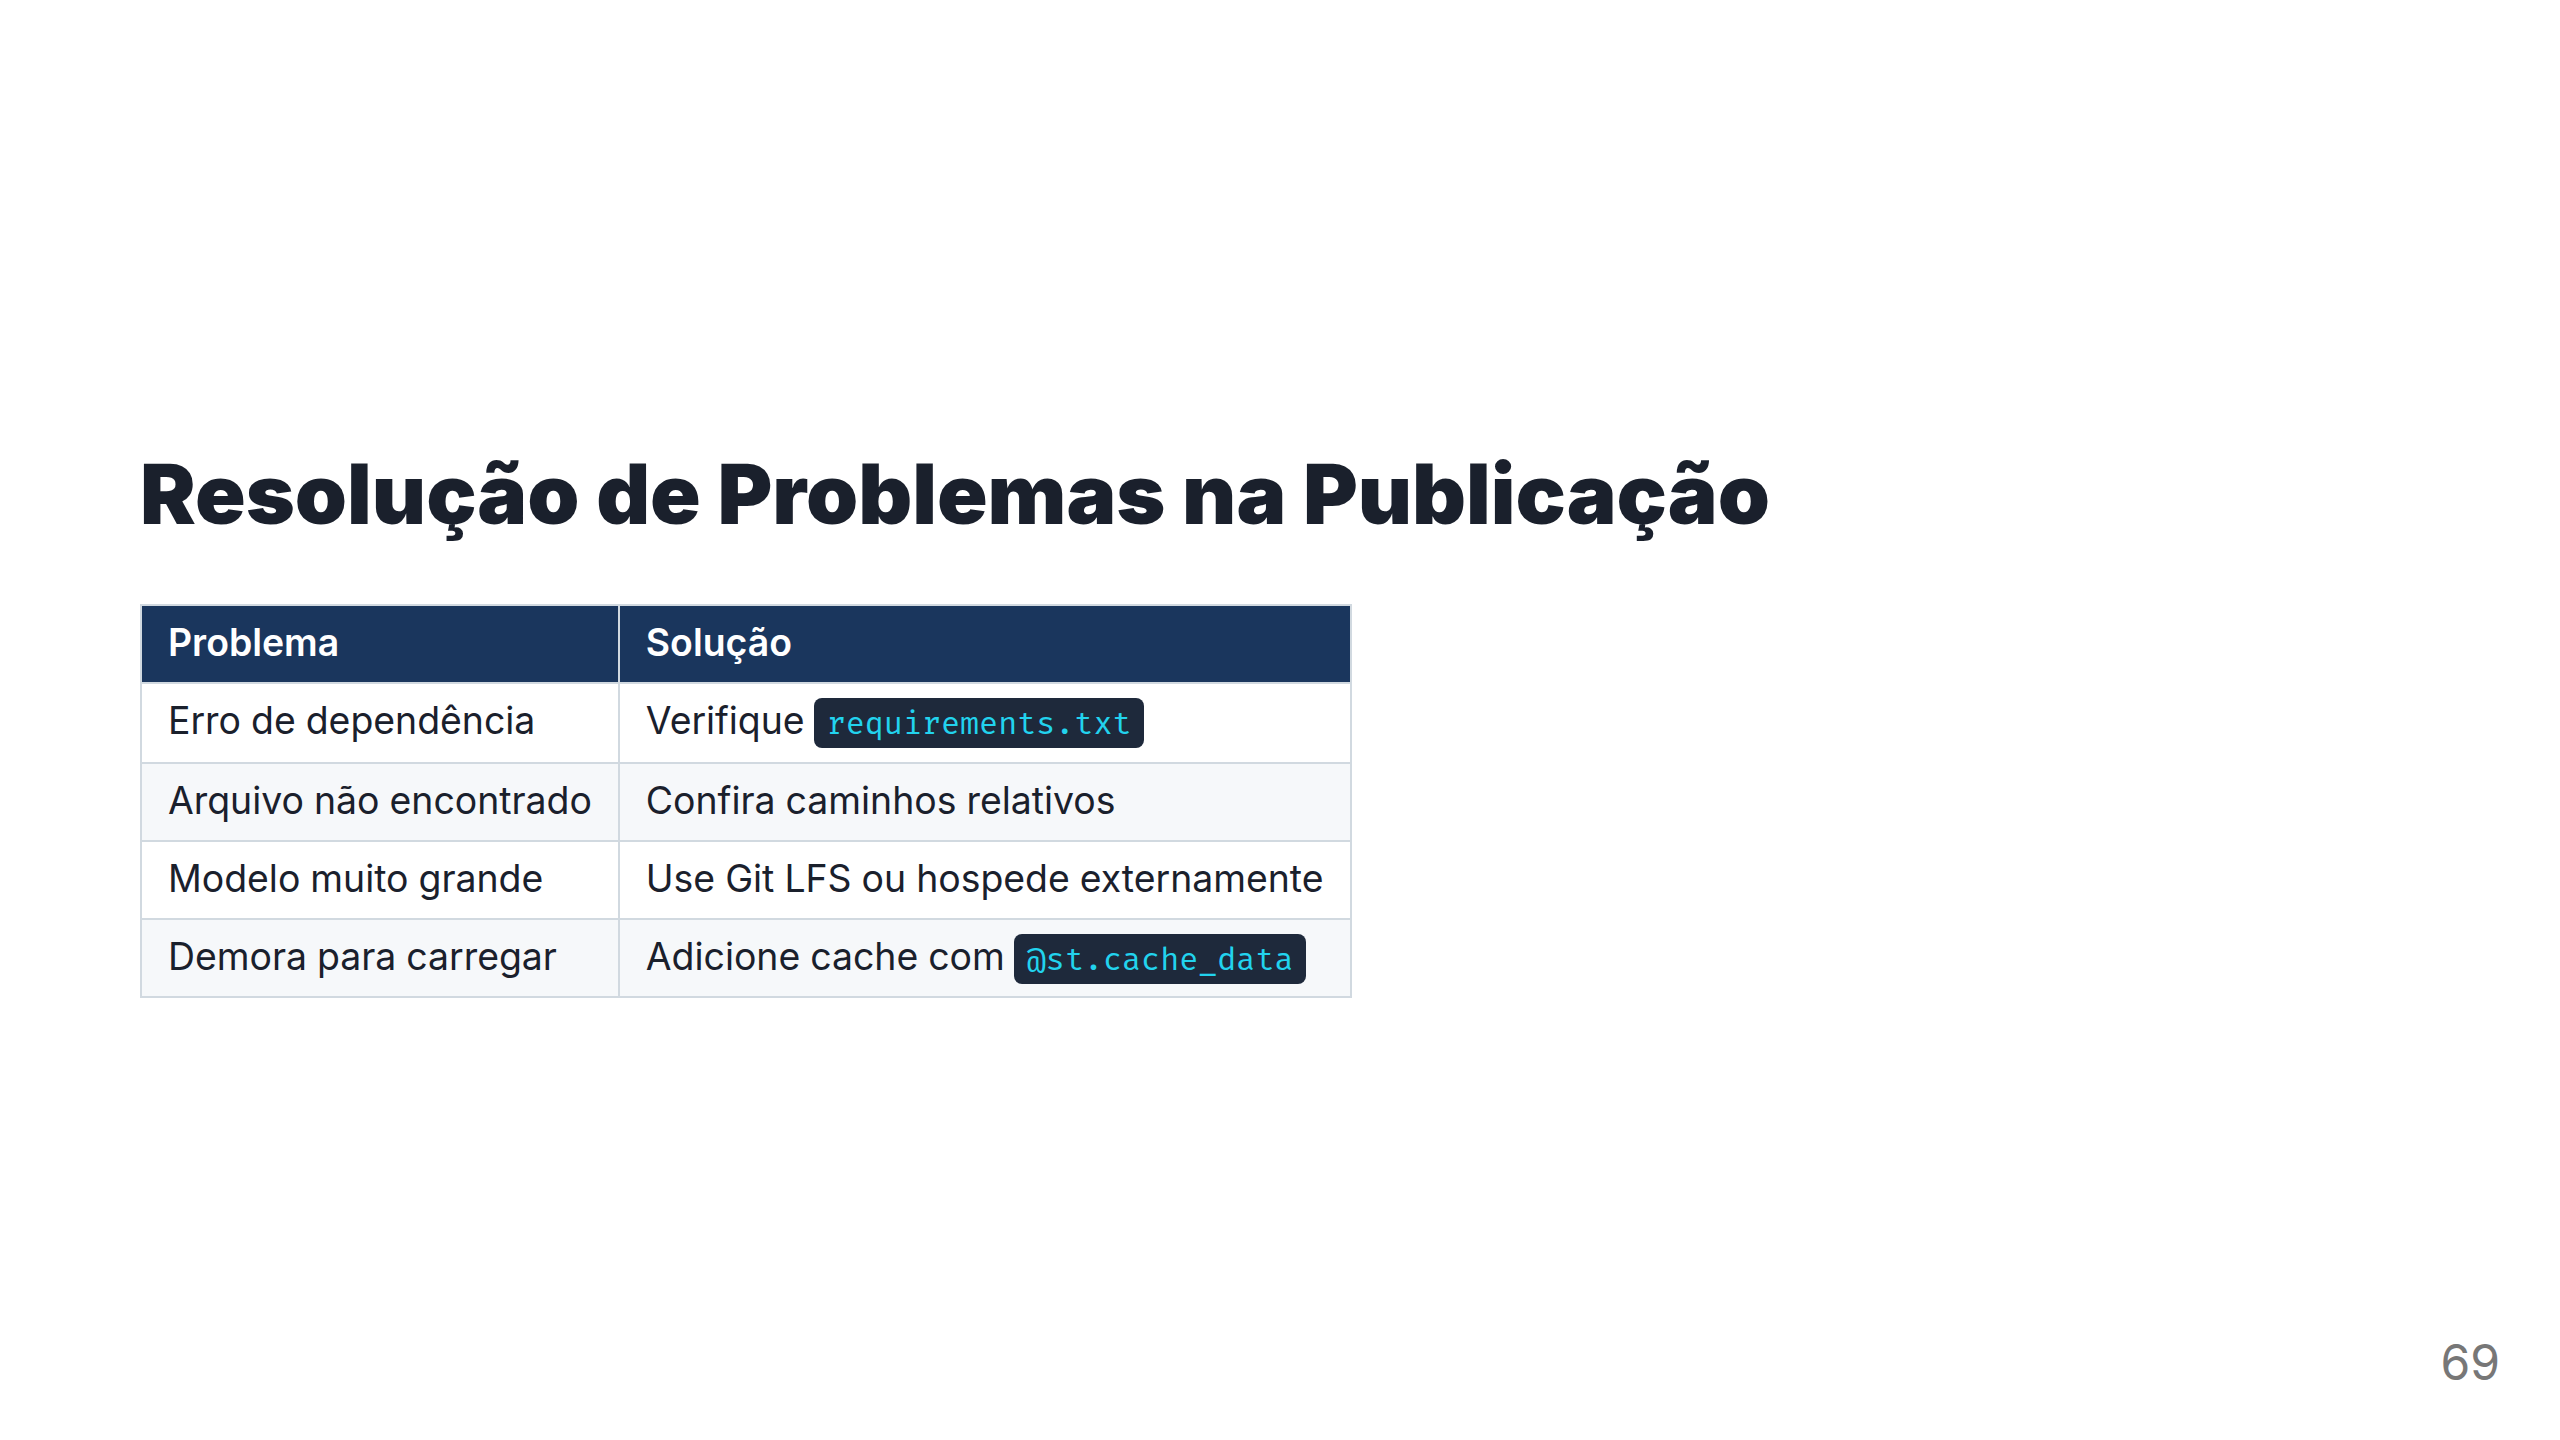 Resolução de Problemas na Publicação
Problema Solução
Erro de dependência Verifique requirements.txt
Arquivo não encontrado Confira caminhos relativos
Modelo muito grande Use Git LFS ou hospede externamente
Demora para carregar Adicione cache com @st.cache_data
69